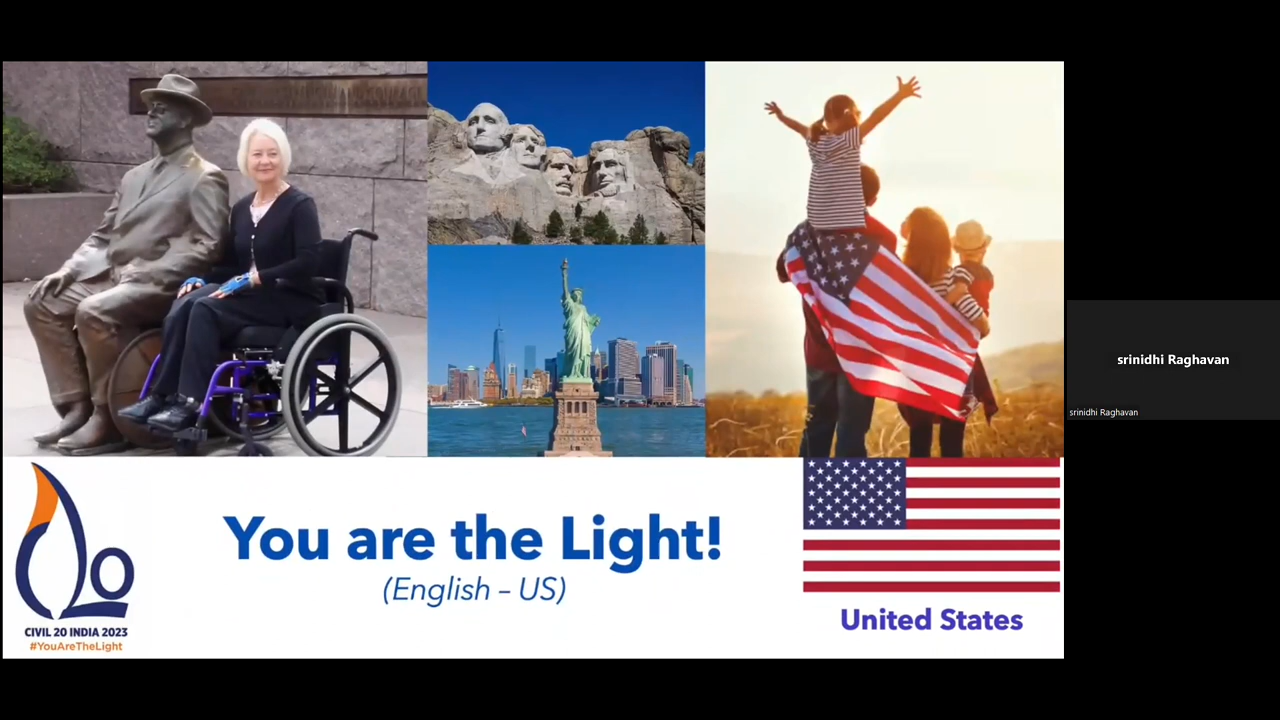 You are the Light!
(English – US)
CIVIL 20 INDIA 2023
#YouAreTheLight
United States
srinidhi Raghavan
srinidhi Raghavan